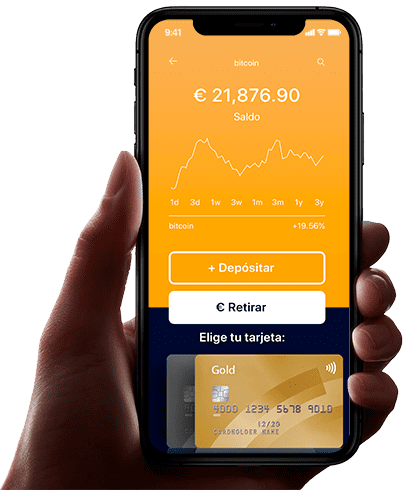 9:41
bitcoin
€ 21,876.90
Saldo
1d 3d 1w 3w 1m 3m 1y 3y
bitcoin +19.56%
+ Depósitar
€ Retirar
Elige tu tarjeta:
Gold
9000 1234 5678 9010
12/20
CARDHOLDER NAME